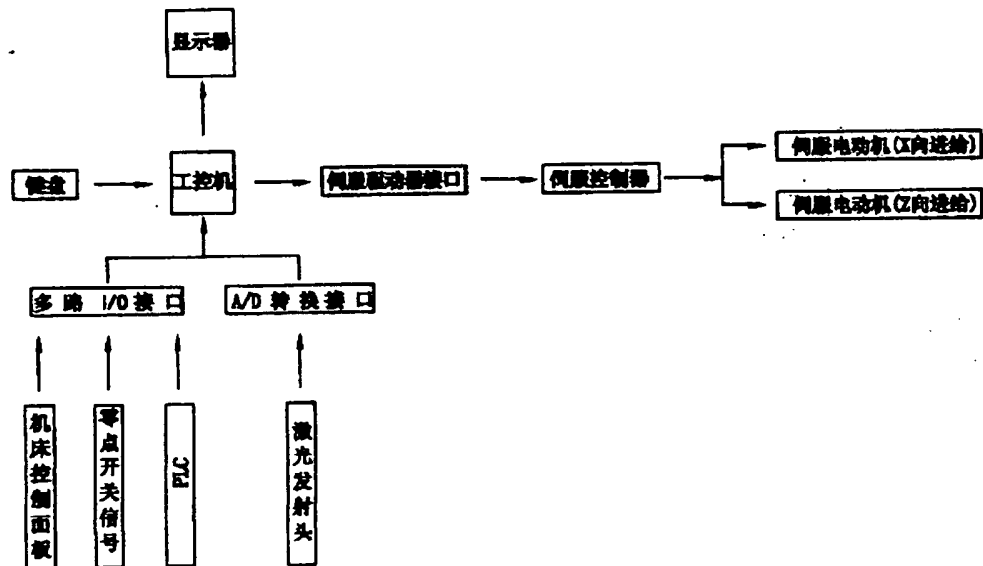 显示器
键盘
工控机
伺服驱动器接口
伺服控制器
伺服电动机(X向进给)
伺服电动机(Z向进给)
多路 I/O接口
A/D 转换接口
机床控制面板
零点开关信号
PLC
激光发射头